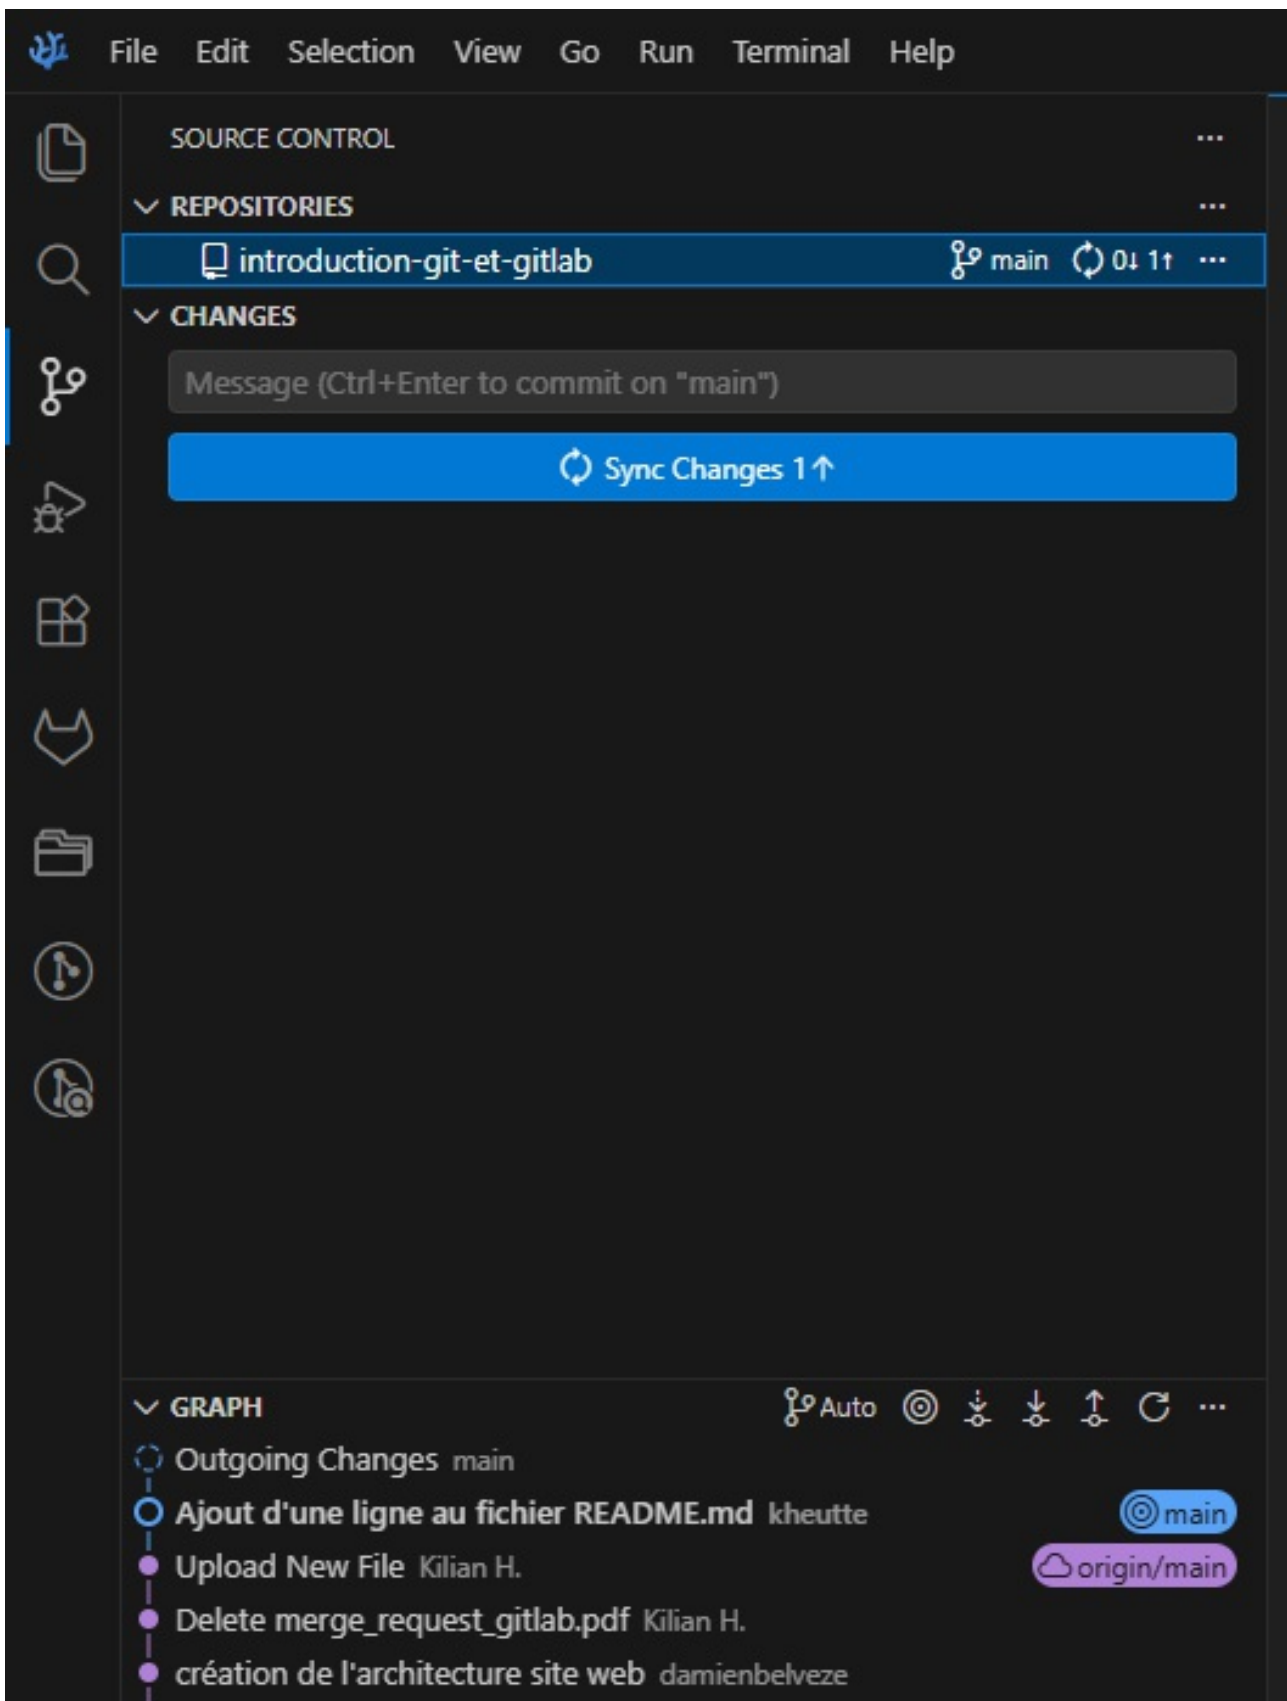 File Edit Selection View Go Run Terminal Help
SOURCE CONTROL
REPOSITORIES
introduction-git-et-gitlab main 0↓ 1↑
CHANGES
Message (Ctrl+Enter to commit on "main")
Sync Changes 1↑
GRAPH Auto
Outgoing Changes main
Ajout d'une ligne au fichier README.md kheutte main
Upload New File Kilian H. origin/main
Delete merge_request_gitlab.pdf Kilian H.
création de l'architecture site web damienbelveze